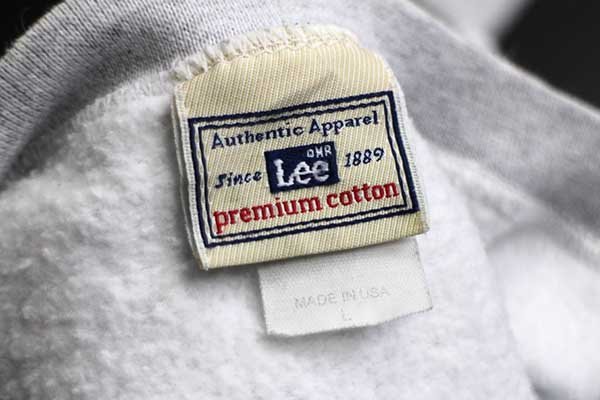 Authentic Apparel
Since Lee 1889
premium cotton
MADE IN USA
L